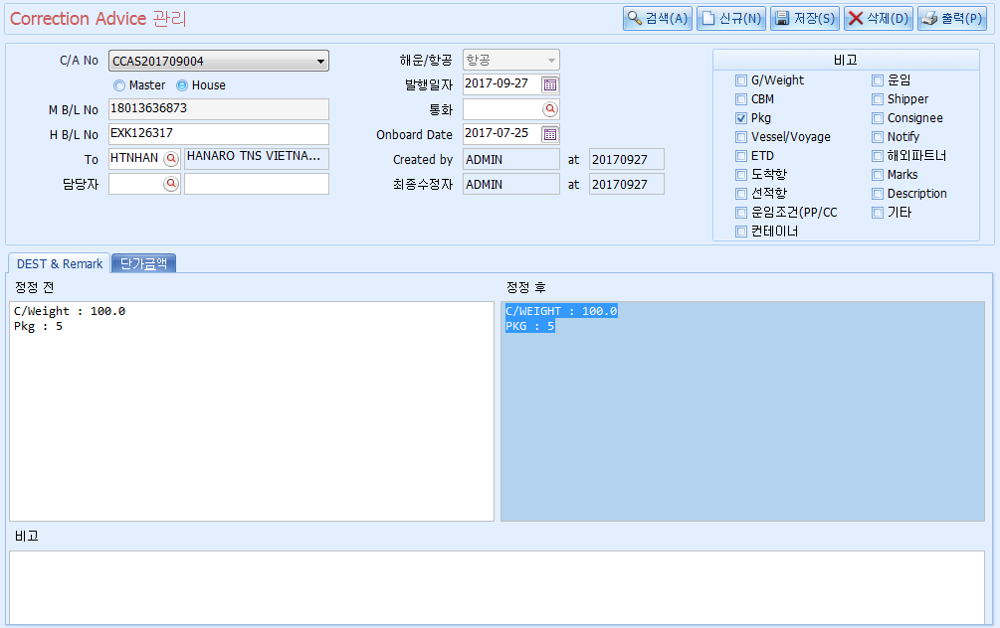 Correction Advice 관리
검색(A) 신규(N) 저장(S) 삭제(D) 출력(P)
C/A No CCAS201709004
Master House
M B/L No 18013636873
H B/L No EXK126317
To HTNHAN HANARO TNS VIETNA...
담당자
해운/항공 항공
발행일자 2017-09-27
통화
Onboard Date 2017-07-25
Created by ADMIN at 20170927
최종수정자 ADMIN at 20170927
비고
G/Weight 운임
CBM Shipper
Pkg Consignee
Vessel/Voyage Notify
ETD 해외파트너
도착항 Marks
선적항 Description
운임조건(PP/CC 기타
컨테이너
DEST & Remark 단가금액
정정 전
C/Weight : 100.0
Pkg : 5
정정 후
C/WEIGHT : 100.0
PKG : 5
비고